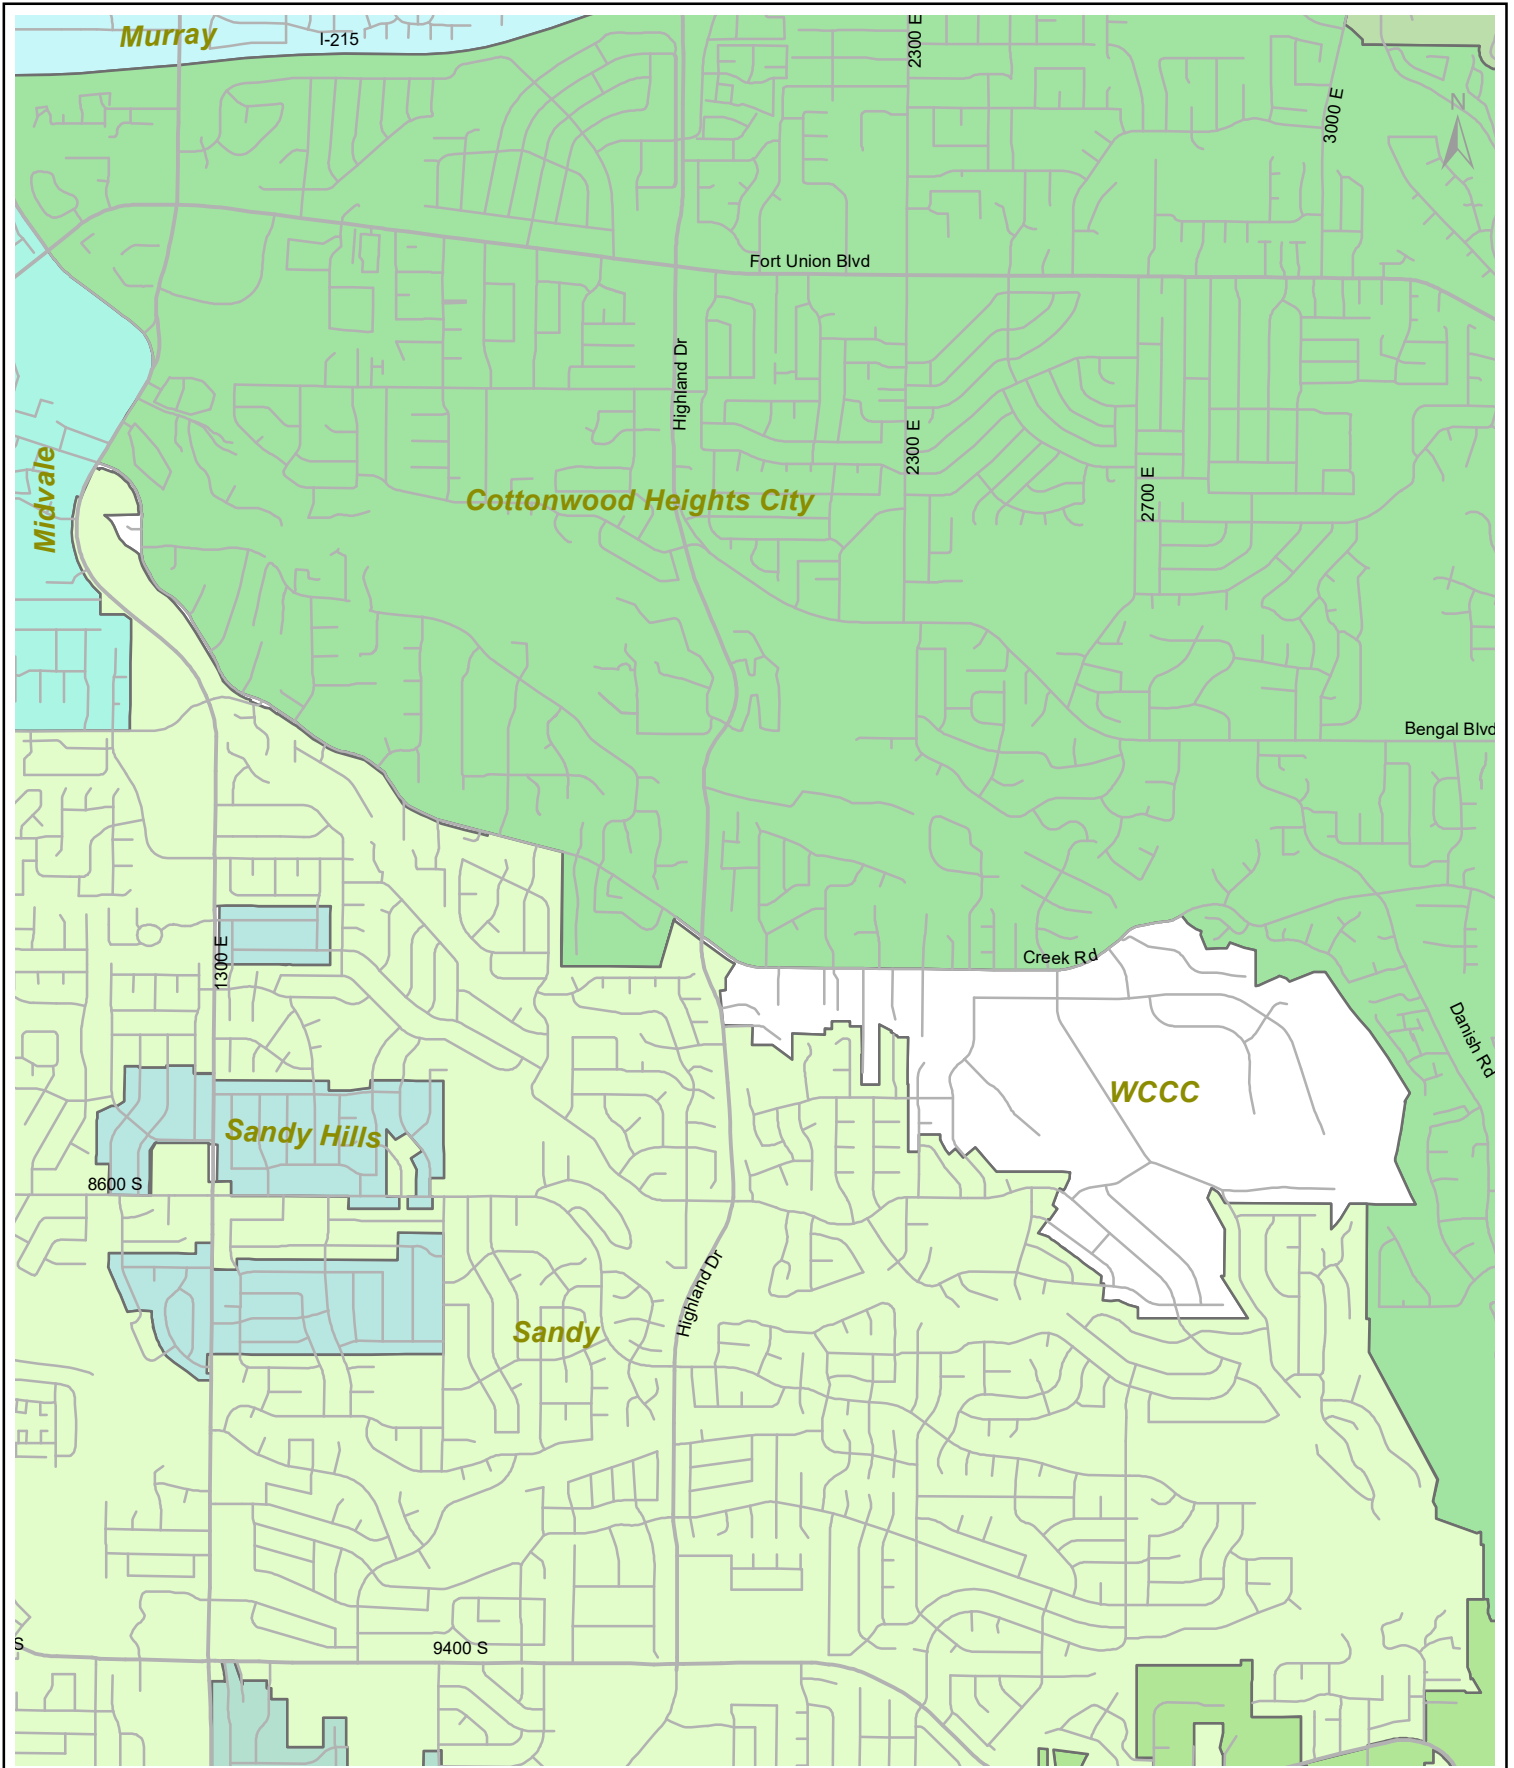 Murray
I-215
2300 E
3000 E
N
Fort Union Blvd
Highland Dr
2300 E
2700 E
Midvale
Cottonwood Heights City
Bengal Blvd
1300 E
Creek Rd
Danish Rd
WCCC
Sandy Hills
8600 S
Highland Dr
Sandy
S
9400 S